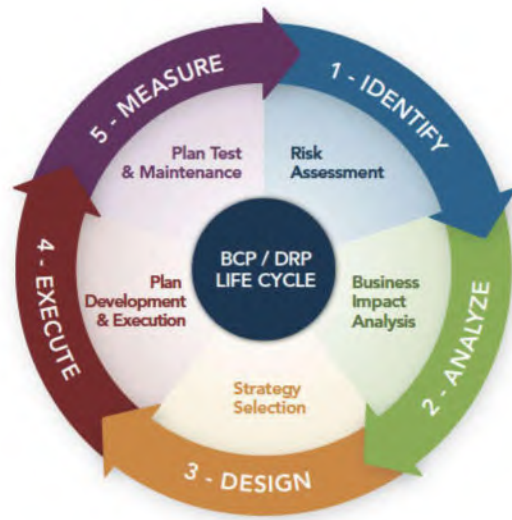 BCP / DRP
LIFE CYCLE
1 - IDENTIFY
Risk
Assessment
2 - ANALYZE
Business
Impact
Analysis
3 - DESIGN
Strategy
Selection
4 - EXECUTE
Plan
Development
& Execution
5 - MEASURE
Plan Test
& Maintenance